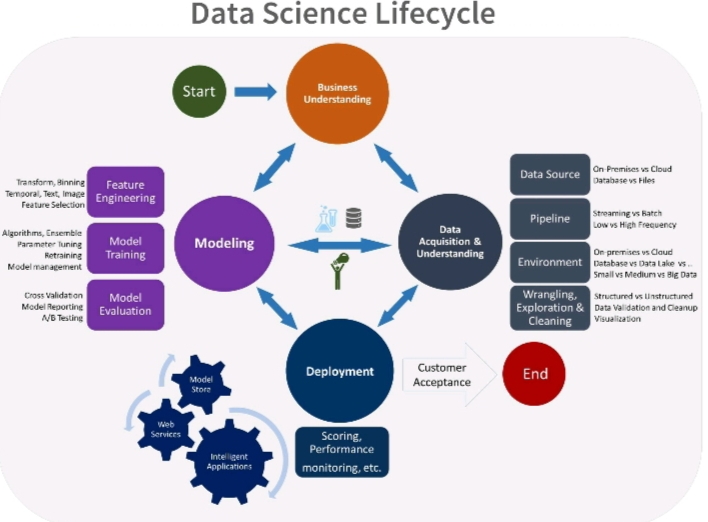 Data Science Lifecycle
Start
Business
Understanding
Transform, Binning
Temporal, Text, Image
Feature Selection
Feature
Engineering
Algorithms, Ensemble
Parameter Tuning
Retraining
Model management
Model
Training
Cross Validation
Model Reporting
A/B Testing
Model
Evaluation
Modeling
Data
Acquisition &
Understanding
Data Source
On-Premises vs Cloud
Database vs Files
Pipeline
Streaming vs Batch
Low vs High Frequency
Environment
On-premises vs Cloud
Database vs Data Lake vs ..
Small vs Medium vs Big Data
Wrangling,
Exploration &
Cleaning
Structured vs Unstructured
Data Validation and Cleanup
Visualization
Deployment
Customer
Acceptance
End
Scoring,
Performance
monitoring, etc.
Model
Store
Web
Services
Intelligent
Applications